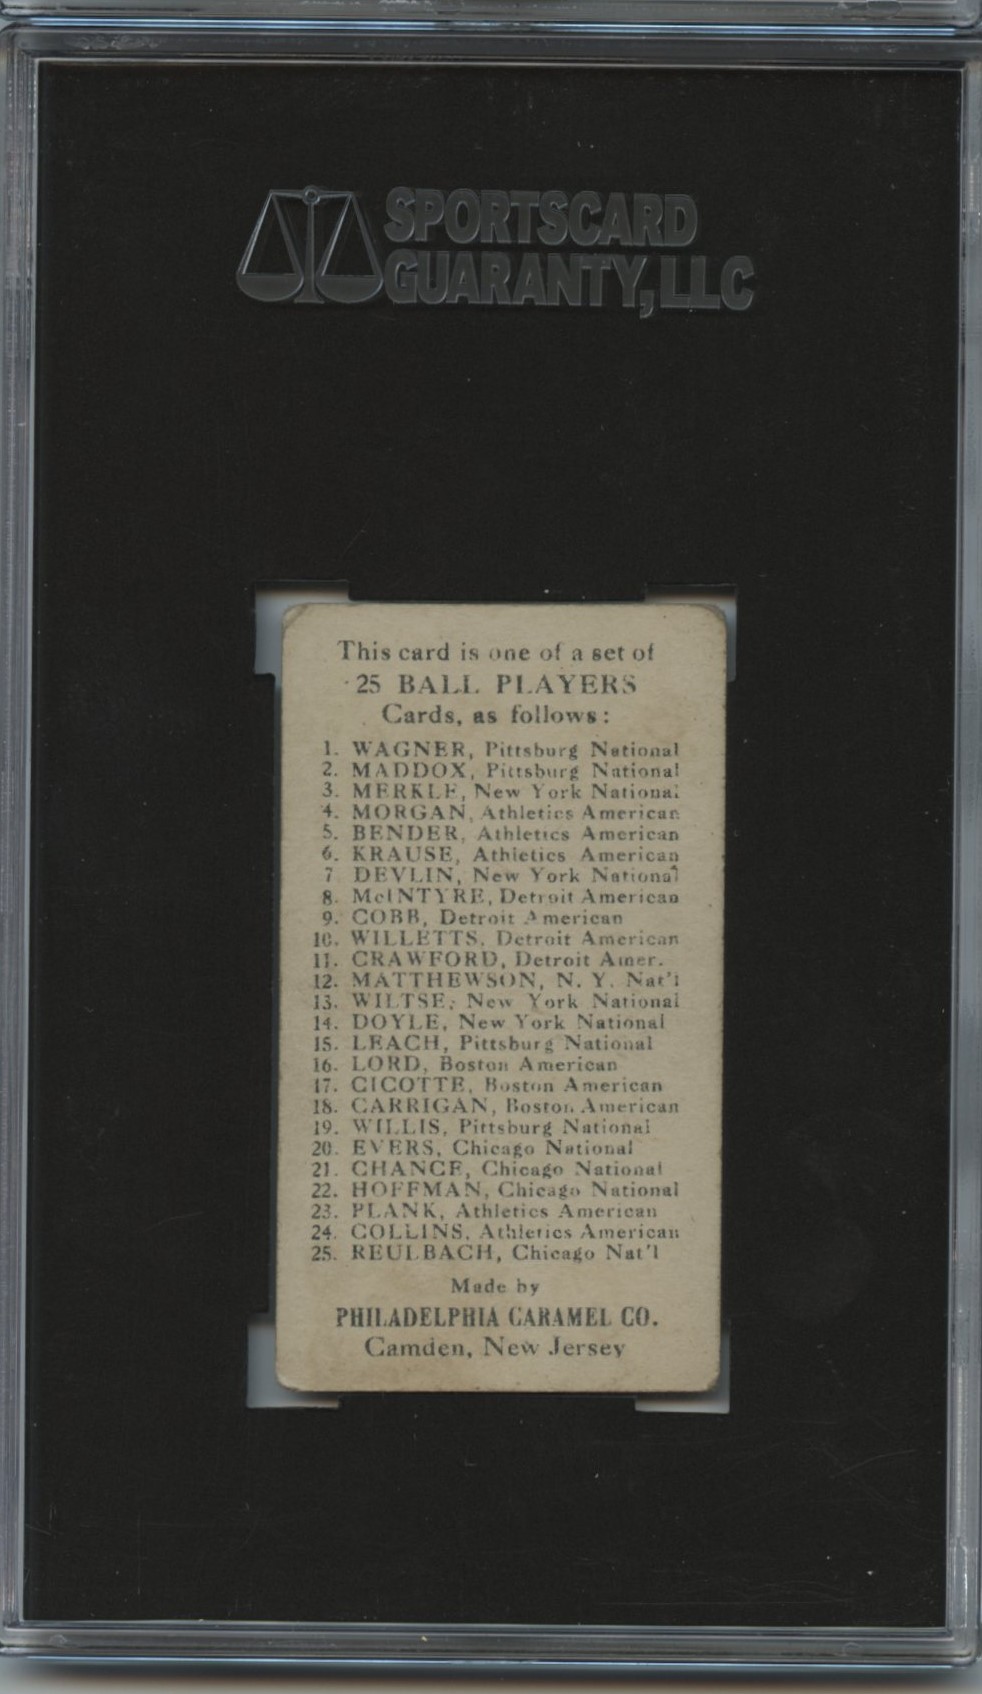 SPORTSCARD
GUARANTY, LLC
This card is one of a set of
25 BALL PLAYERS
Cards, as follows:
1. WAGNER, Pittsburg National
2. MADDOX, Pittsburg National
3. MERKLE, New York National.
4. MORGAN, Athletics American
5. BENDER, Athletics American
6. KRAUSE, Athletics American
7 DEVLIN, New York National
8. McINTYRE, Detroit American
9. COBB, Detroit American
10. WILLETTS. Detroit American
11. CRAWFORD, Detroit Amer.
12. MATTHEWSON, N. Y. Nat'l
13. WILTSE, New York National
14. DOYLE, New York National
15. LEACH, Pittsburg National
16. LORD, Boston American
17. CICOTTE, Boston American
18. CARRIGAN, Boston American
19. WILLIS, Pittsburg National
20. EVERS, Chicago National
21. CHANCE, Chicago National
22. HOFFMAN, Chicago National
23. PLANK, Athletics American
24. COLLINS, Athletics American
25. REULBACH, Chicago Nat'l
Made by
PHILADELPHIA CARAMEL CO.
Camden, New Jersey